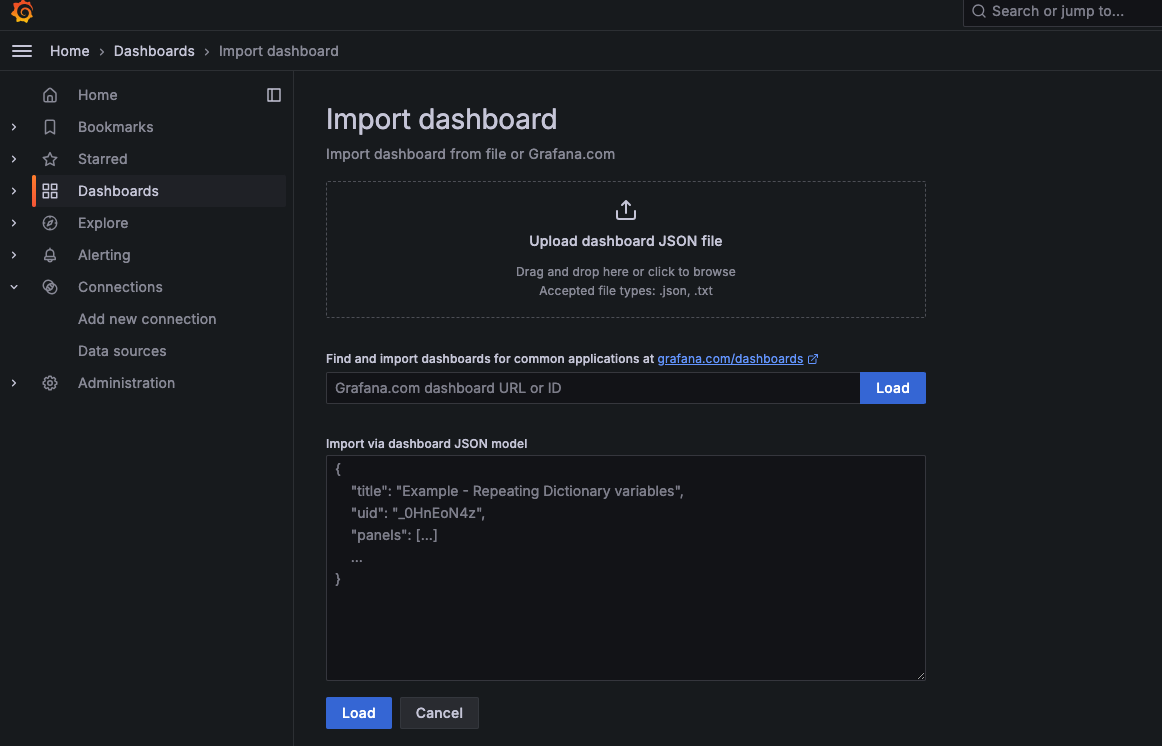 Search or jump to...
Home › Dashboards › Import dashboard
Home
Bookmarks
Starred
Dashboards
Explore
Alerting
Connections
Add new connection
Data sources
Administration
Import dashboard
Import dashboard from file or Grafana.com
Upload dashboard JSON file
Drag and drop here or click to browse
Accepted file types: .json, .txt
Find and import dashboards for common applications at grafana.com/dashboards
Grafana.com dashboard URL or ID
Load
Import via dashboard JSON model
{
"title": "Example - Repeating Dictionary variables",
"uid": "_0HnEoN4z",
"panels": [...]
...
}
Load
Cancel